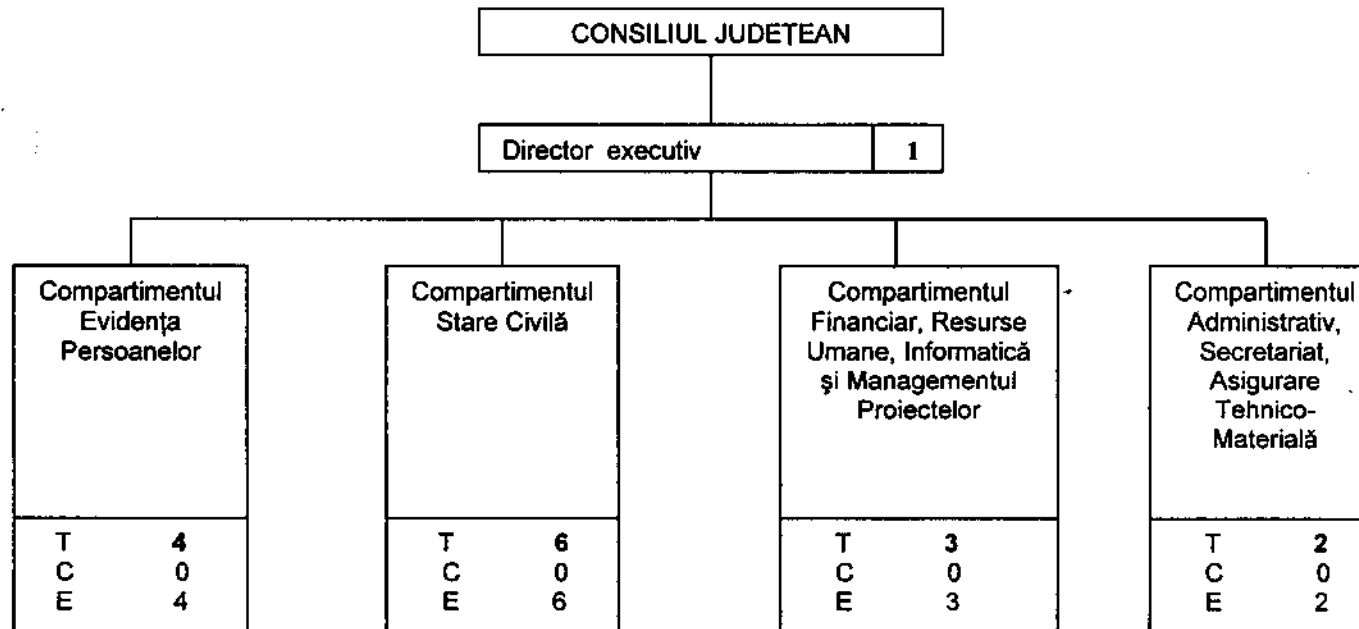 CONSILIUL JUDEȚEAN
Director executiv 1
Compartimentul
Evidența
Persoanelor
T 4
C 0
E 4
Compartimentul
Stare Civilă
T 6
C 0
E 6
Compartimentul
Financiar, Resurse
Umane, Informatică
și Managementul
Proiectelor
T 3
C 0
E 3
Compartimentul
Administrativ,
Secretariat,
Asigurare
Tehnico-
Materială
T 2
C 0
E 2